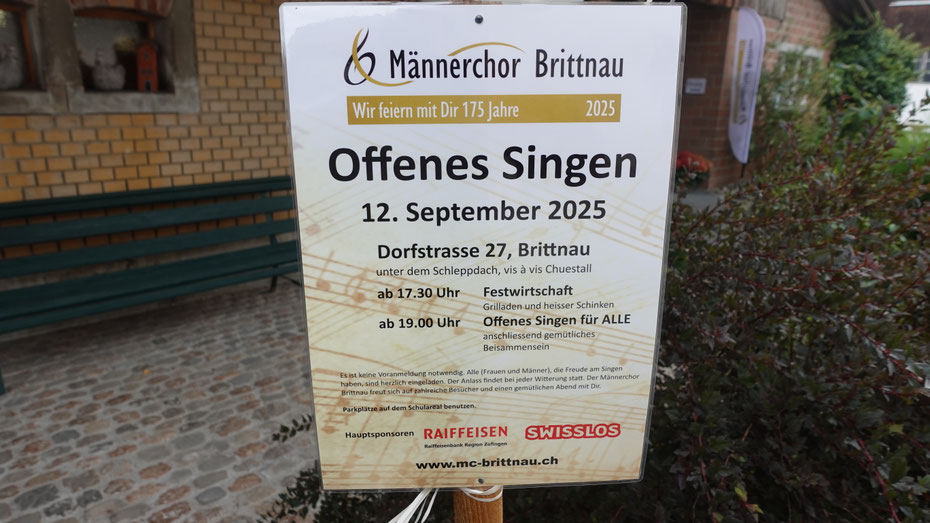 Männerchor Brittnau
Wir feiern mit Dir 175 Jahre 2025
Offenes Singen
12. September 2025
Dorfstrasse 27, Brittnau
unter dem Schleppdach, vis à vis Chuestall
ab 17.30 Uhr Festwirtschaft
Grilladen und heisser Schinken
ab 19.00 Uhr Offenes Singen für ALLE
anschliessend gemütliches
Beisammensein
Es ist keine Voranmeldung notwendig. Alle (Frauen und Männer), die Freude am Singen
haben, sind herzlich eingeladen. Der Anlass findet bei jeder Witterung statt. Der Männerchor
Brittnau freut sich auf zahlreiche Besucher und einen gemütlichen Abend mit Dir.
Parkplätze auf dem Schulareal benutzen.
Hauptsponsoren RAIFFEISEN SWISSLOS
Raiffeisenbank Region Zofingen
www.mc-brittnau.ch